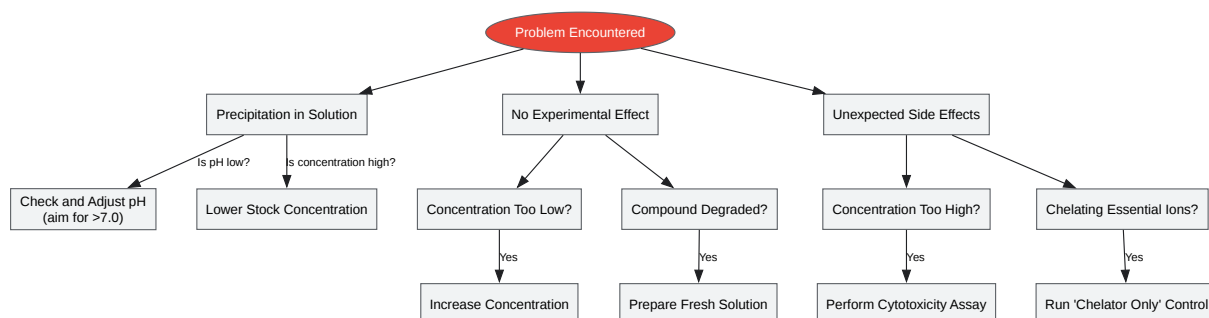 Problem Encountered
Precipitation in Solution
No Experimental Effect
Unexpected Side Effects
Is pH low?
Is concentration high?
Check and Adjust pH
(aim for >7.0)
Lower Stock Concentration
Concentration Too Low?
Compound Degraded?
Concentration Too High?
Chelating Essential Ions?
Yes
Yes
Yes
Yes
Increase Concentration
Prepare Fresh Solution
Perform Cytotoxicity Assay
Run 'Chelator Only' Control